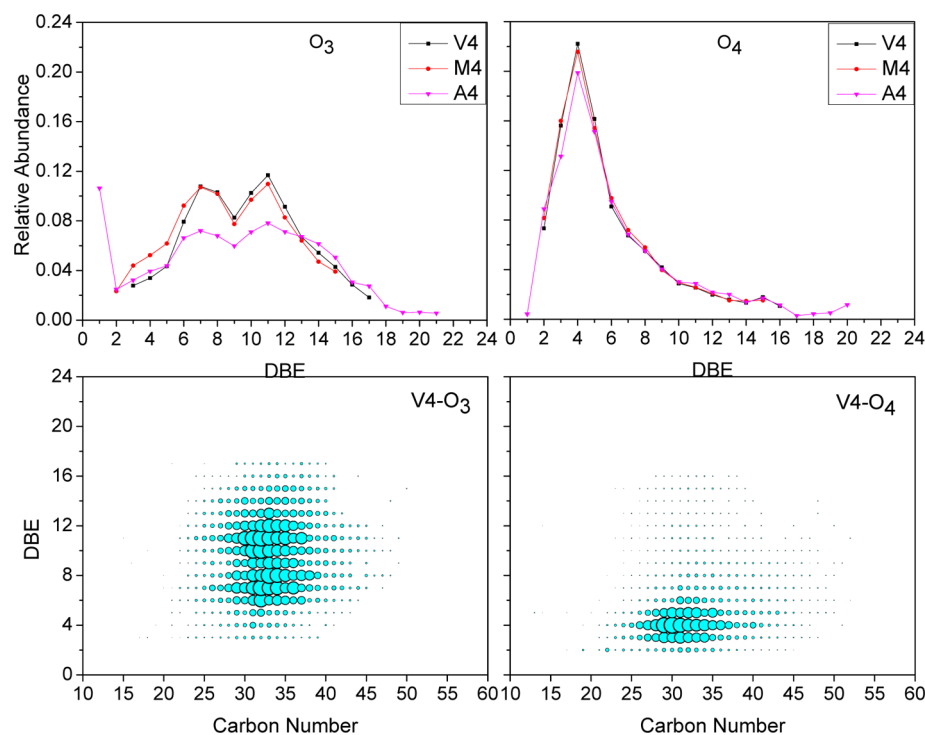 0.24
0.20
0.16
0.12
0.08
0.04
0.00
Relative Abundance
O3
V4
M4
A4
0 2 4 6 8 10 12 14 16 18 20 22 24
DBE
O4
V4
M4
A4
0 2 4 6 8 10 12 14 16 18 20 22 24
DBE
24
20
16
12
8
4
0
DBE
V4-O3
10 15 20 25 30 35 40 45 50 55 60
Carbon Number
V4-O4
10 15 20 25 30 35 40 45 50 55 60
Carbon Number